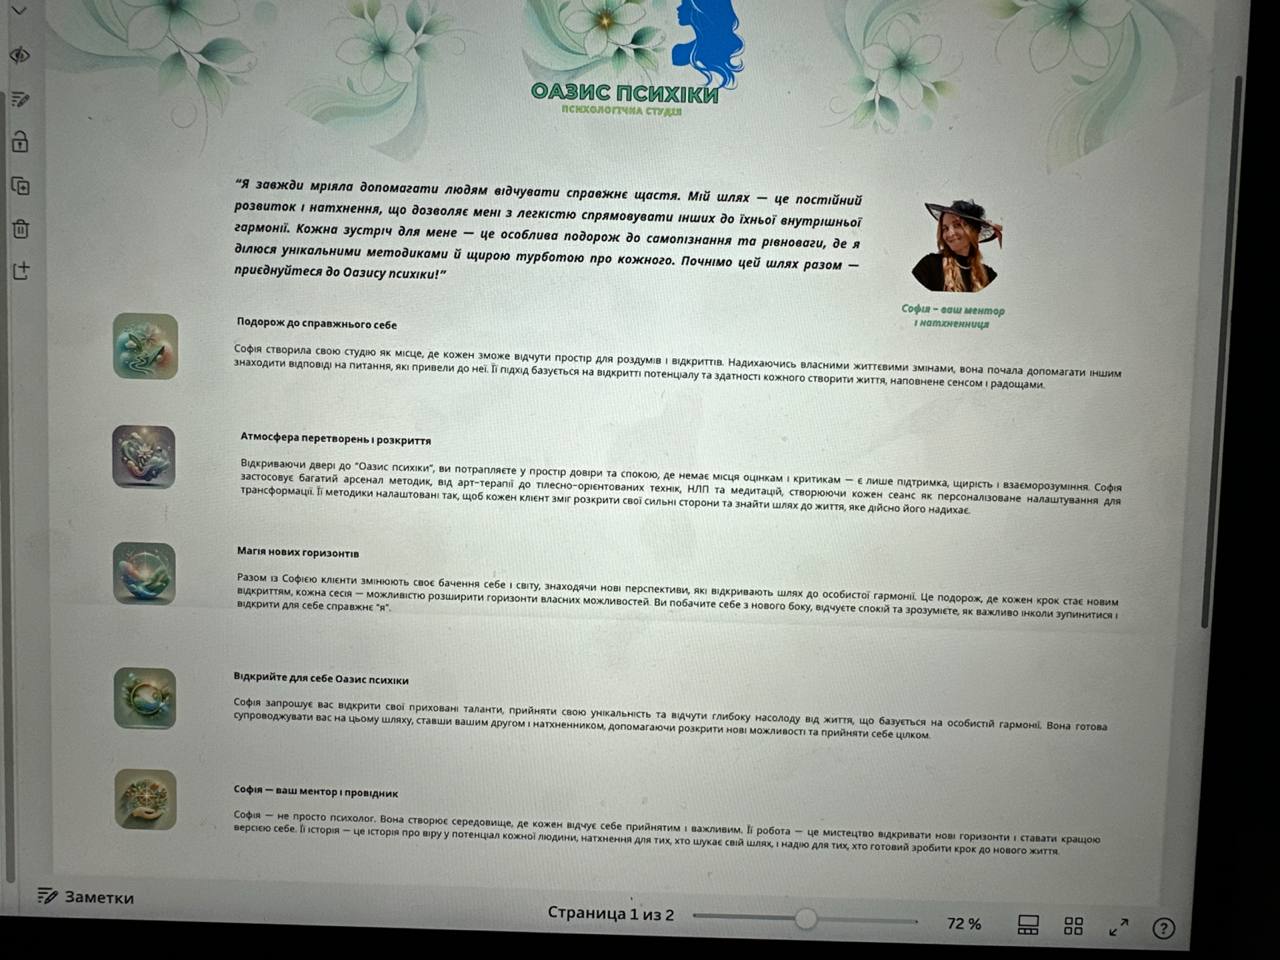 ОАЗИС ПСИХІКИ
ПСИХОЛОГІЧНА СТУДІЯ
“Я завжди мріяла допомагати людям відчувати справжнє щастя. Мій шлях — це постійний
розвиток і натхнення, що дозволяє мені з легкістю спрямовувати інших до їхньої внутрішньої
гармонії. Кожна зустріч для мене — це особлива подорож до самопізнання та рівноваги, де я
ділюся унікальними методиками й щирою турботою про кожного. Почнімо цей шлях разом —
приєднуйтеся до Оазису психіки!”
Софія – ваш ментор
і натхненниця
Подорож до справжнього себе
Софія створила свою студію як місце, де кожен зможе відчути простір для роздумів і відкриттів. Надихаючись власними життєвими змінами, вона почала допомагати іншим
знаходити відповіді на питання, які привели до неї. Її підхід базується на відкритті потенціалу та здатності кожного створити життя, наповнене сенсом і радощами.
Атмосфера перетворень і розкриття
Відкриваючи двері до “Оазис психіки”, ви потрапляєте у простір довіри та спокою, де немає місця оцінкам і критикам — є лише підтримка, щирість і взаєморозуміння. Софія
застосовує багатий арсенал методик, від арт-терапії до тілесно-орієнтованих технік, НЛП та медитацій, створюючи кожен сеанс як персоналізоване налаштування для
трансформації. Її методики налаштовані так, щоб кожен клієнт зміг розкрити свої сильні сторони та знайти шлях до життя, яке дійсно його надихає.
Магія нових горизонтів
Разом із Софією клієнти змінюють своє бачення себе і світу, знаходячи нові перспективи, які відкривають шлях до особистої гармонії. Це подорож, де кожен крок стає новим
відкриттям, кожна сесія — можливістю розширити горизонти власних можливостей. Ви побачите себе з нового боку, відчуєте спокій та зрозумієте, як важливо інколи зупинитися і
відкрити для себе справжнє “я”.
Відкрийте для себе Оазис психіки
Софія запрошує вас відкрити свої приховані таланти, прийняти свою унікальність та відчути глибоку насолоду від життя, що базується на особистій гармонії. Вона готова
супроводжувати вас на цьому шляху, ставши вашим другом і натхненником, допомагаючи розкрити нові можливості та прийняти себе цілком.
Софія — ваш ментор і провідник
Софія — не просто психолог. Вона створює середовище, де кожен відчує себе прийнятим і важливим. Її робота — це мистецтво відкривати нові горизонти і ставати кращою
версією себе. Її історія — це історія про віру у потенціал кожної людини, натхнення для тих, хто шукає свій шлях, і надію для тих, хто готовий зробити крок до нового життя.
Заметки
Страница 1 из 2
72 %